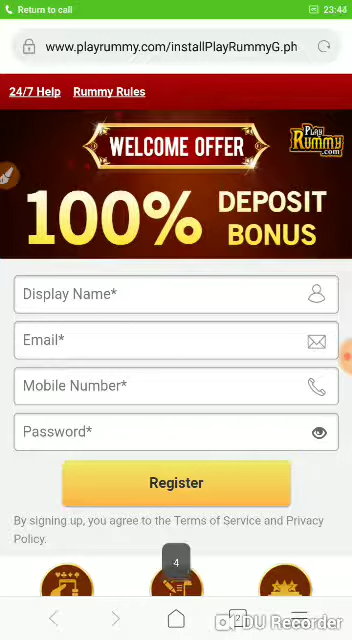 Return to call
23:44
www.playrummy.com/installPlayRummyG.ph
24/7 Help Rummy Rules
WELCOME OFFER
Play
Rummy
.com
100% DEPOSIT
BONUS
Display Name*
Email*
Mobile Number*
Password*
Register
By signing up, you agree to the Terms of Service and Privacy
Policy.
4
2
DU Recorder